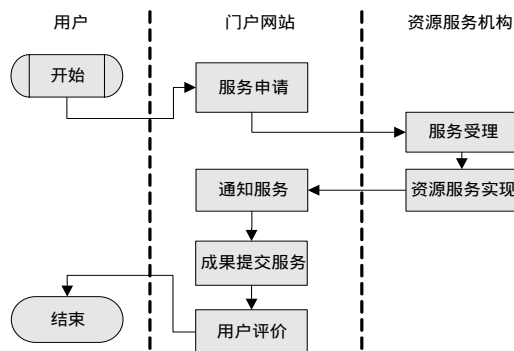 用户
门户网站
资源服务机构
开始
服务申请
服务受理
通知服务
资源服务实现
成果提交服务
结束
用户评价